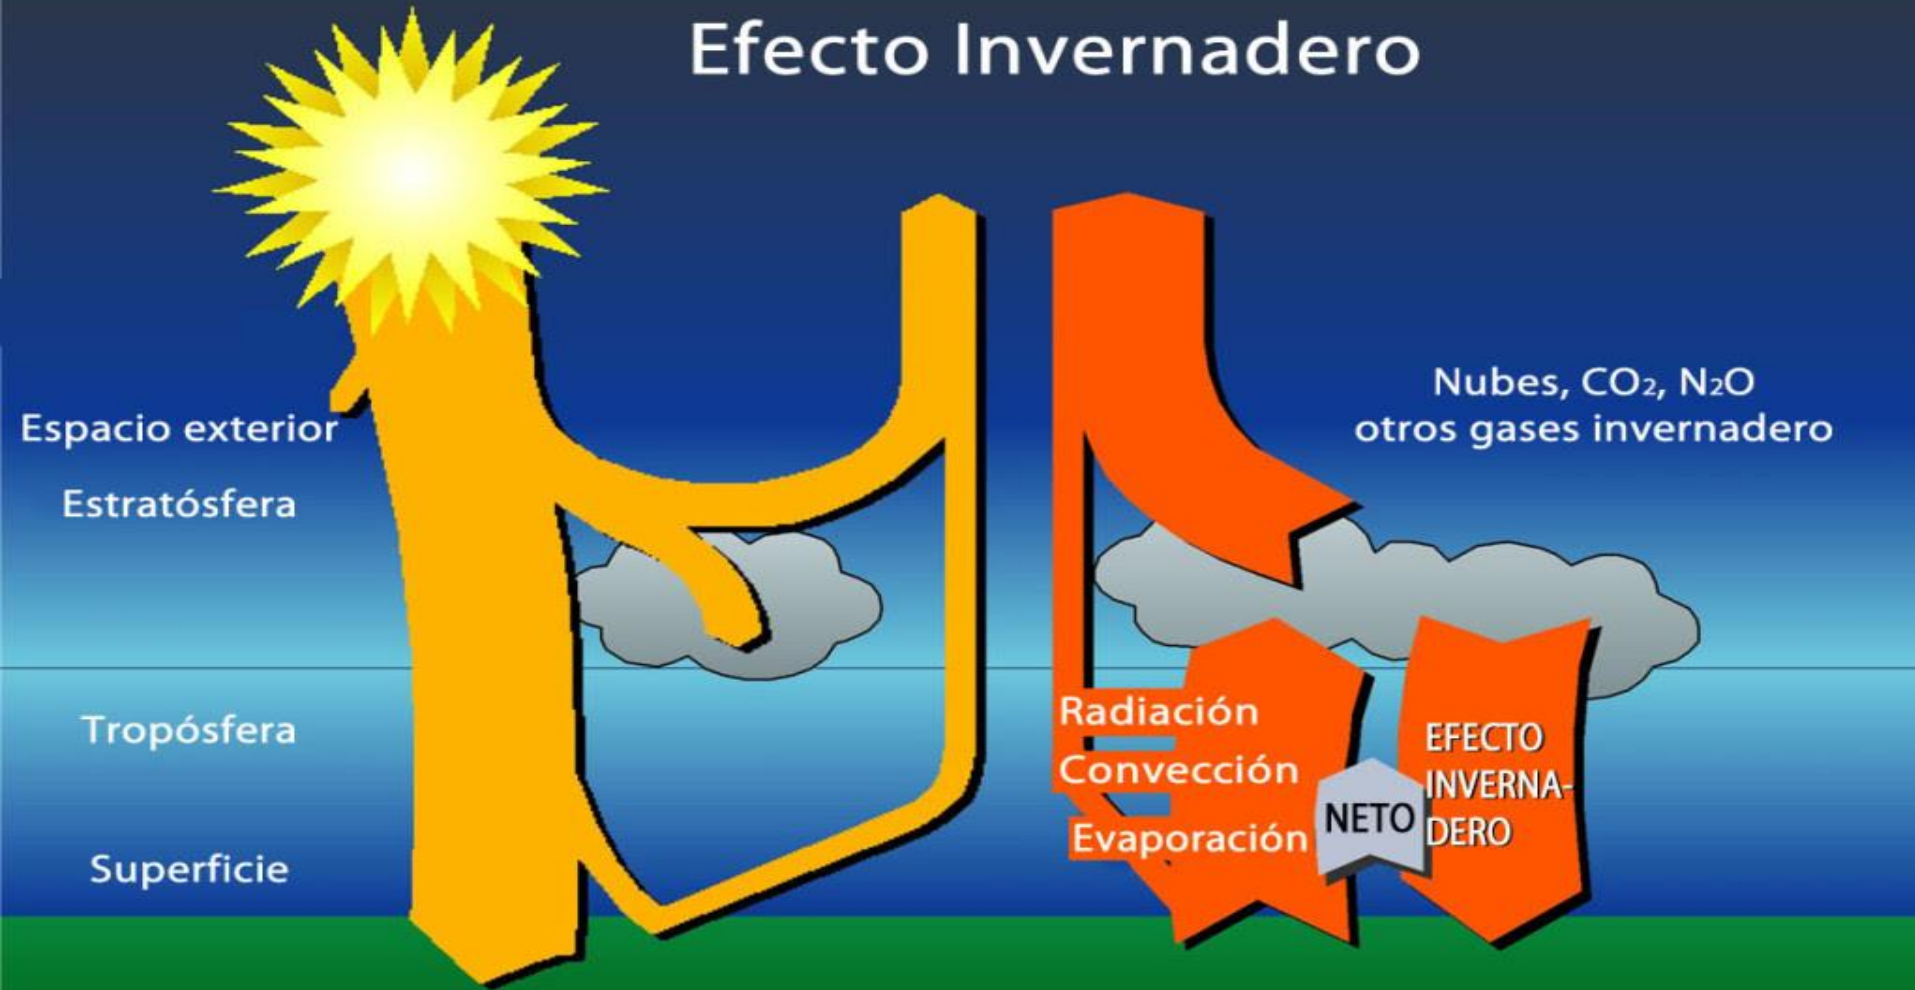 Efecto Invernadero
Espacio exterior
Estratósfera
Tropósfera
Superficie
Nubes, CO₂, N₂O
otros gases invernadero
Radiación
Convección
Evaporación
NETO
EFECTO
INVERNA-
DERO